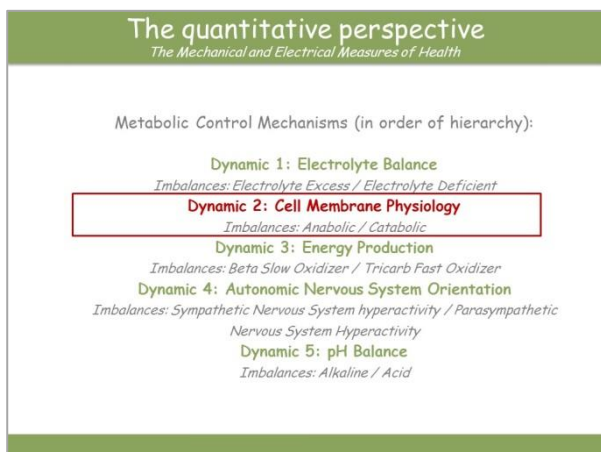 The quantitative perspective
The Mechanical and Electrical Measures of Health
Metabolic Control Mechanisms (in order of hierarchy):
Dynamic 1: Electrolyte Balance
Imbalances: Electrolyte Excess / Electrolyte Deficient
Dynamic 2: Cell Membrane Physiology
Imbalances: Anabolic / Catabolic
Dynamic 3: Energy Production
Imbalances: Beta Slow Oxidizer / Tricarb Fast Oxidizer
Dynamic 4: Autonomic Nervous System Orientation
Imbalances: Sympathetic Nervous System hyperactivity / Parasympathetic
Nervous System Hyperactivity
Dynamic 5: pH Balance
Imbalances: Alkaline / Acid